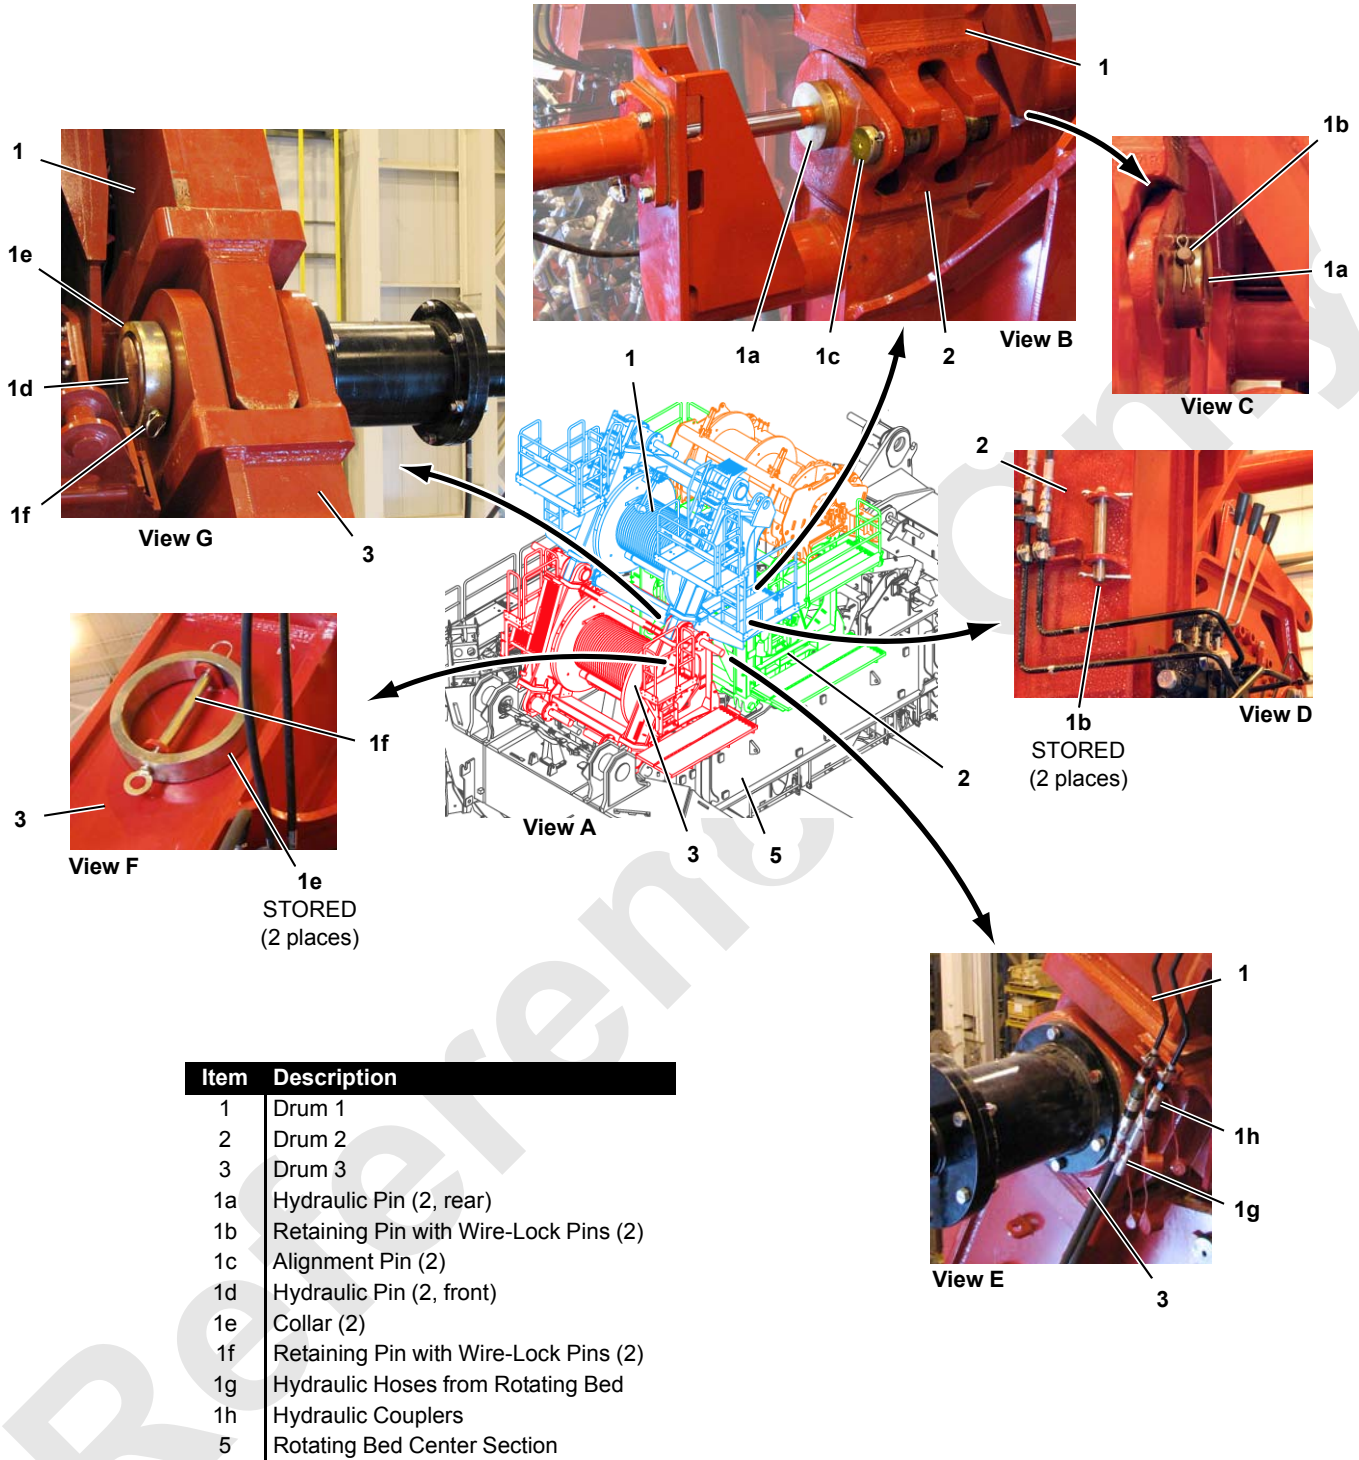 1
1b
1a
View C
1a
1c
2
View B
1
1e
1d
1f
View G
3
1
2
1b
STORED
(2 places)
View D
1f
3
View F
1e
STORED
(2 places)
View A
2
3
5
1
1h
1g
View E
3
Item Description
1 Drum 1
2 Drum 2
3 Drum 3
1a Hydraulic Pin (2, rear)
1b Retaining Pin with Wire-Lock Pins (2)
1c Alignment Pin (2)
1d Hydraulic Pin (2, front)
1e Collar (2)
1f Retaining Pin with Wire-Lock Pins (2)
1g Hydraulic Hoses from Rotating Bed
1h Hydraulic Couplers
5 Rotating Bed Center Section